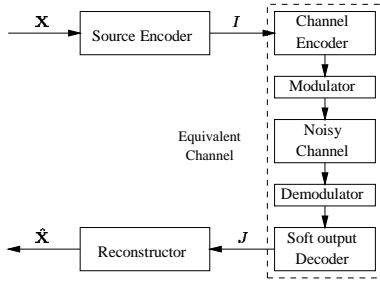 X
Source Encoder
I
Channel
Encoder
Modulator
Equivalent
Channel
Noisy
Channel
Demodulator
X̂
Reconstructor
J
Soft output
Decoder